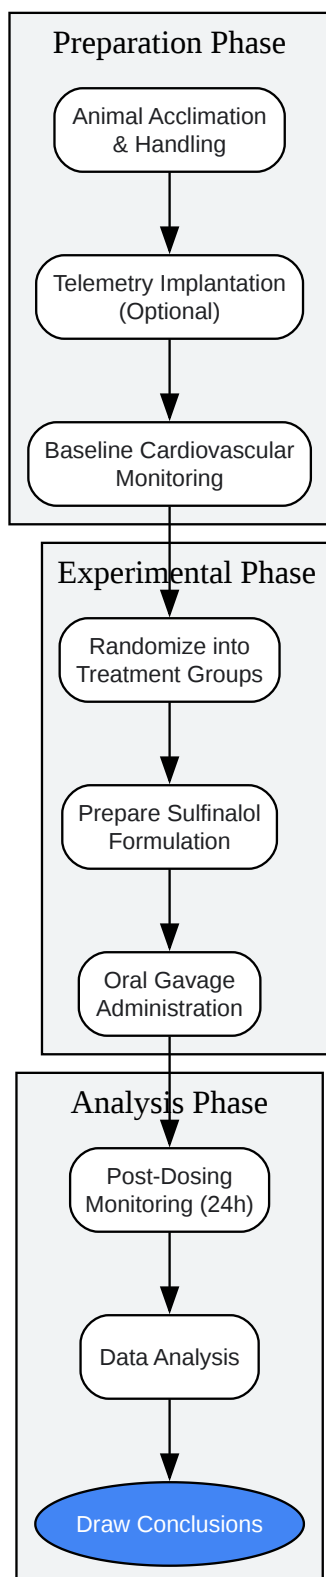 Preparation Phase
Animal Acclimation
& Handling
Telemetry Implantation
(Optional)
Baseline Cardiovascular
Monitoring
Experimental Phase
Randomize into
Treatment Groups
Prepare Sulfinalol
Formulation
Oral Gavage
Administration
Analysis Phase
Post-Dosing
Monitoring (24h)
Data Analysis
Draw Conclusions